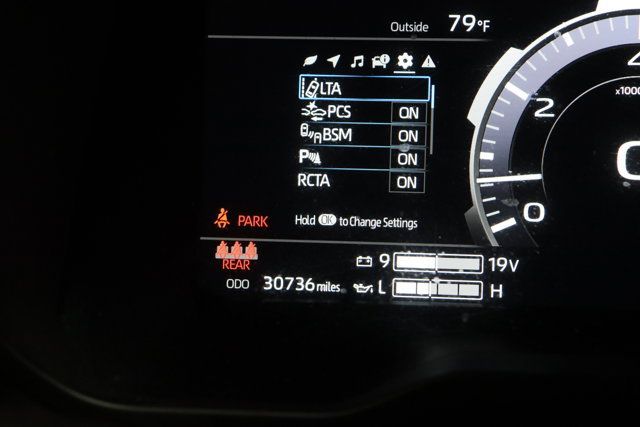 Outside 79°F
LTA
PCS ON
BSM ON
P ON
RCTA ON
Hold OK to Change Settings
PARK
REAR
ODO 30736 miles
9 19V
L H
x1000
2
0
0